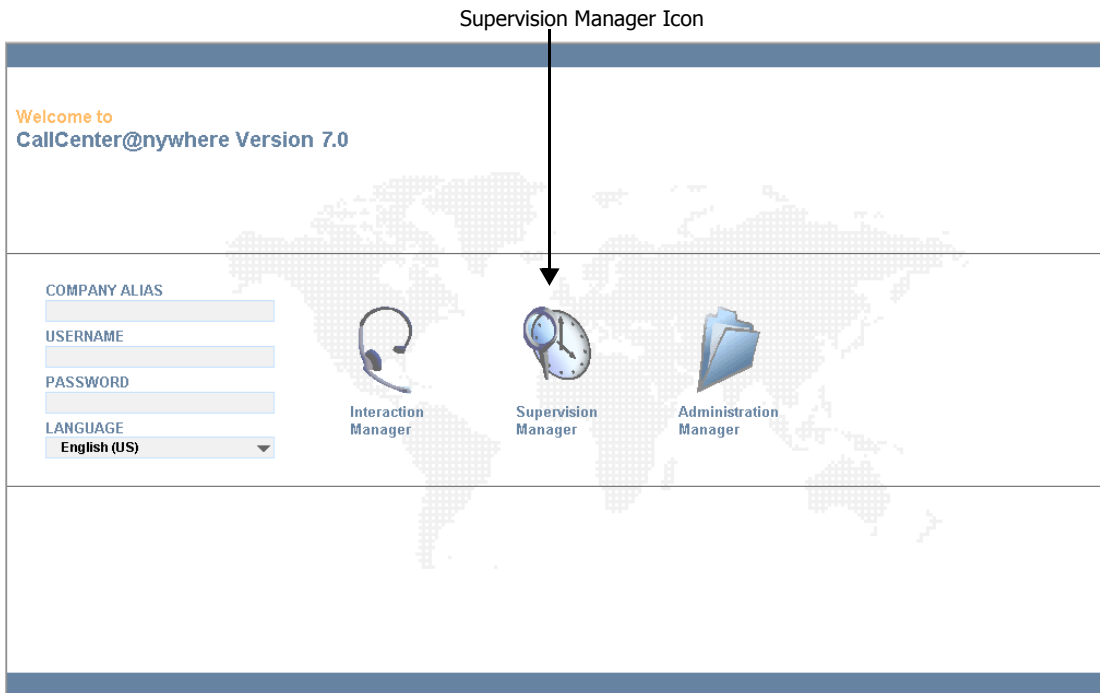 Supervision Manager Icon
Welcome to
CallCenter@nywhere Version 7.0
COMPANY ALIAS
USERNAME
PASSWORD
LANGUAGE
English (US)
Interaction
Manager
Supervision
Manager
Administration
Manager